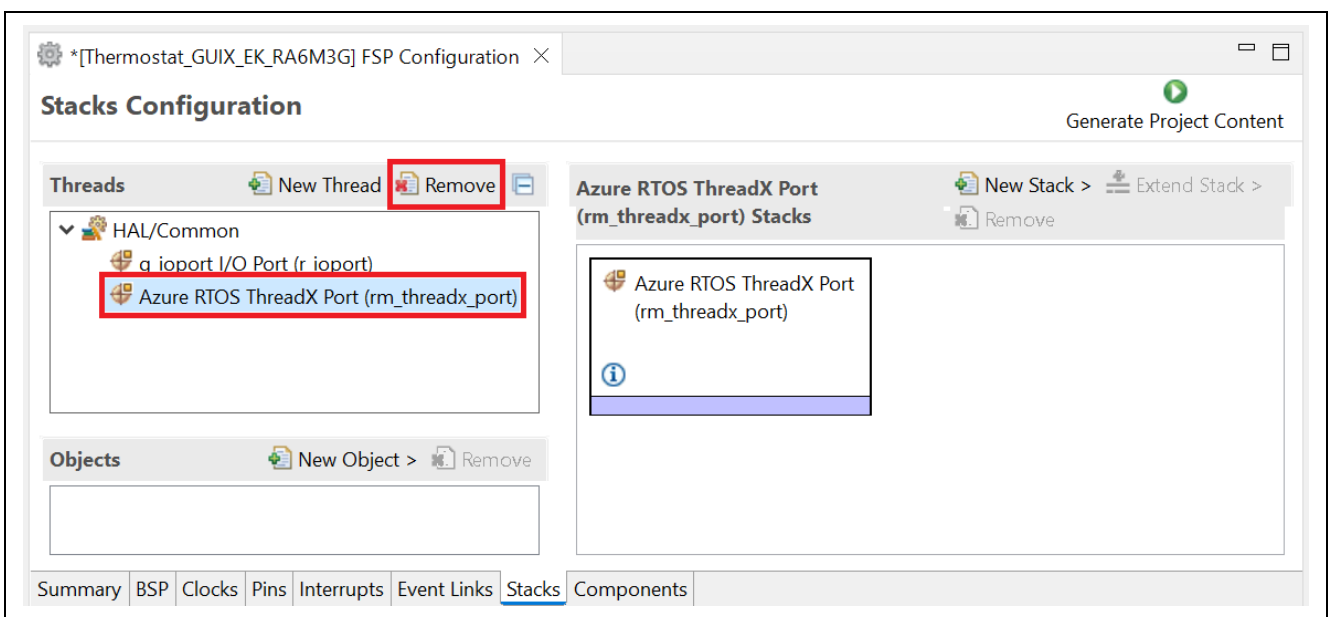 *[Thermostat_GUIX_EK_RA6M3G] FSP Configuration
Stacks Configuration
Generate Project Content
Threads New Thread Remove
HAL/Common
g_ioport I/O Port (r_ioport)
Azure RTOS ThreadX Port (rm_threadx_port)
Azure RTOS ThreadX Port
(rm_threadx_port) Stacks
New Stack > Extend Stack >
Remove
Azure RTOS ThreadX Port
(rm_threadx_port)
Objects New Object > Remove
Summary BSP Clocks Pins Interrupts Event Links Stacks Components